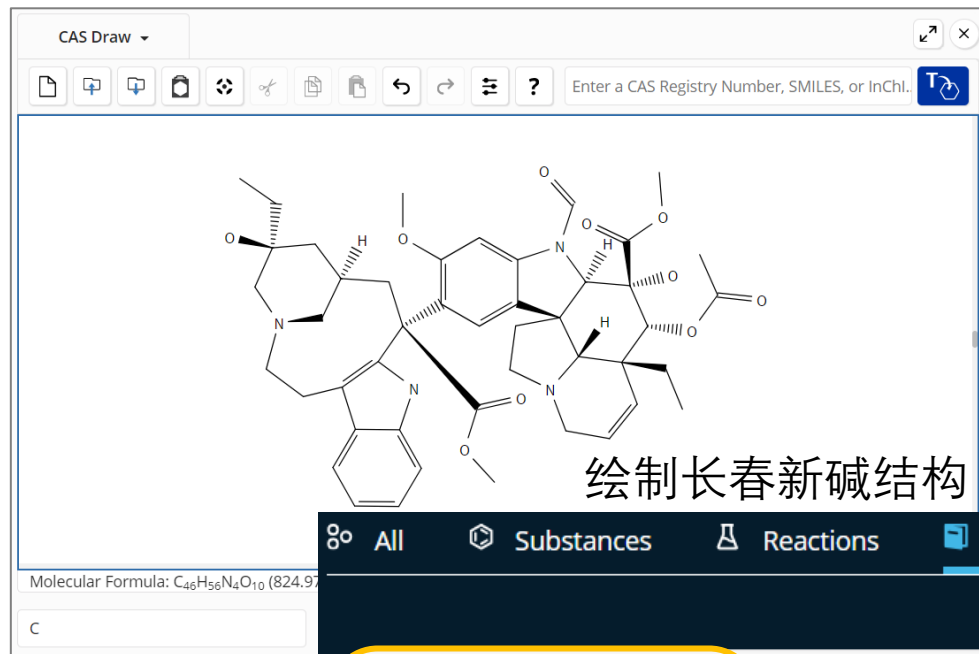 CAS Draw
?
Enter a CAS Registry Number, SMILES, or InChI..
T
O
O
O
H
O
O
N
H
O
O
O
H
O
N
N
N
O
O
绘制长春新碱结构
All
Substances
Reactions
Molecular Formula: C₄₆H₅₆N₄O₁₀ (824.97
C